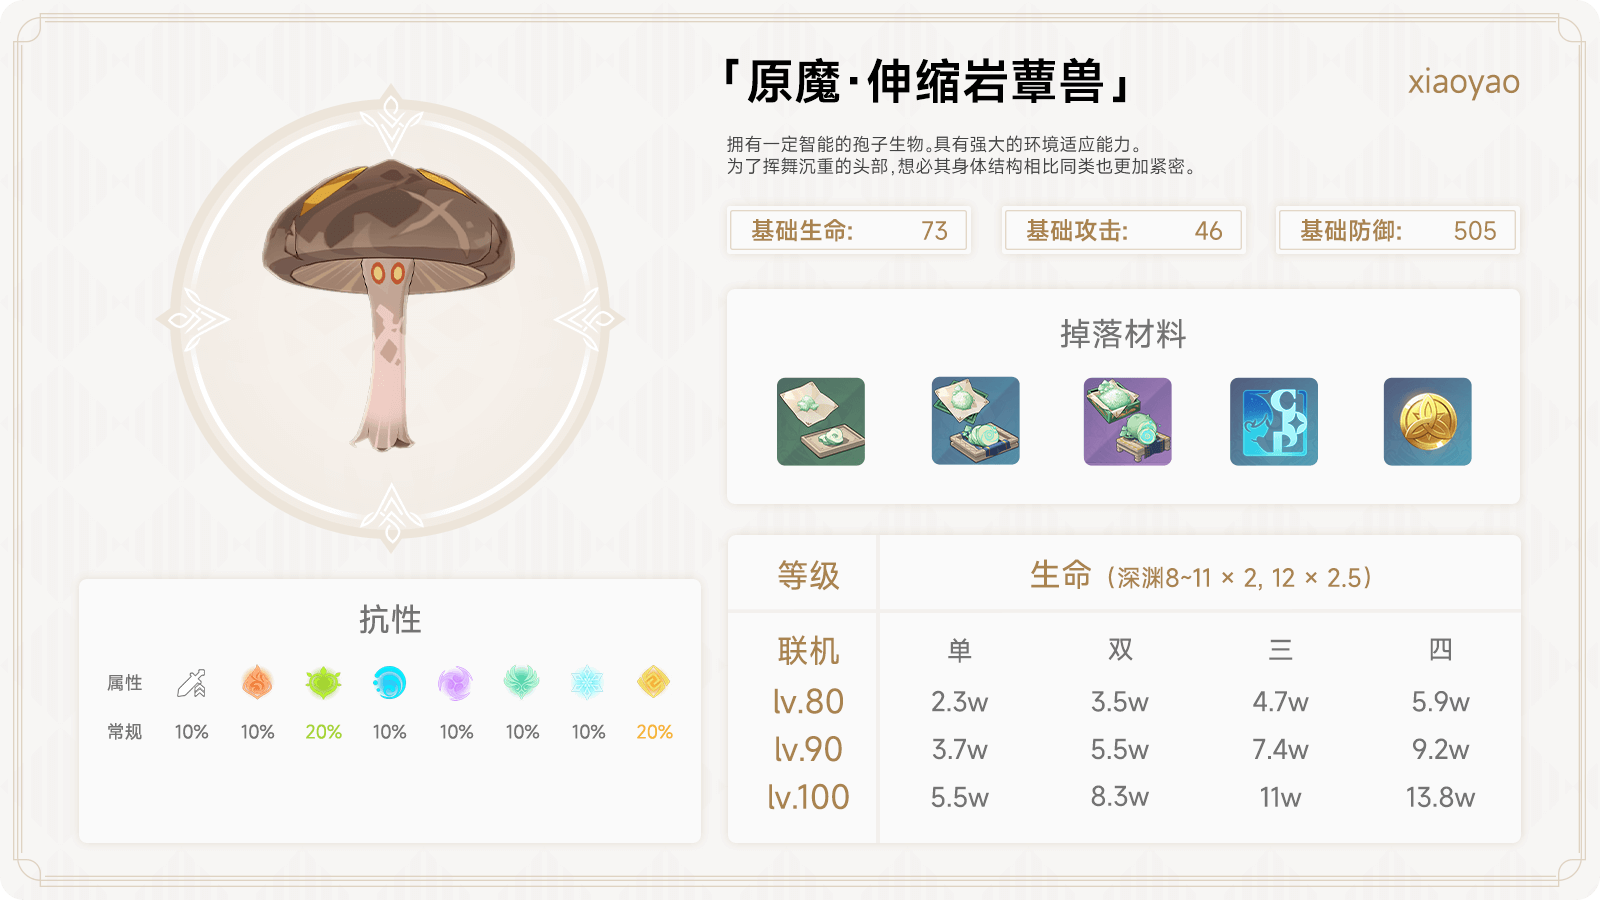 「原魔·伸缩岩蕈兽」
xiaoyao
拥有一定智能的孢子生物。具有强大的环境适应能力。
为了挥舞沉重的头部,想必其身体结构相比同类也更加紧密。
基础生命: 73
基础攻击: 46
基础防御: 505
掉落材料
抗性
属性
常规 10% 10% 20% 10% 10% 10% 10% 20%
等级 生命 (深渊8~11 × 2, 12 × 2.5)
联机 单 双 三 四
lv.80 2.3w 3.5w 4.7w 5.9w
lv.90 3.7w 5.5w 7.4w 9.2w
lv.100 5.5w 8.3w 11w 13.8w